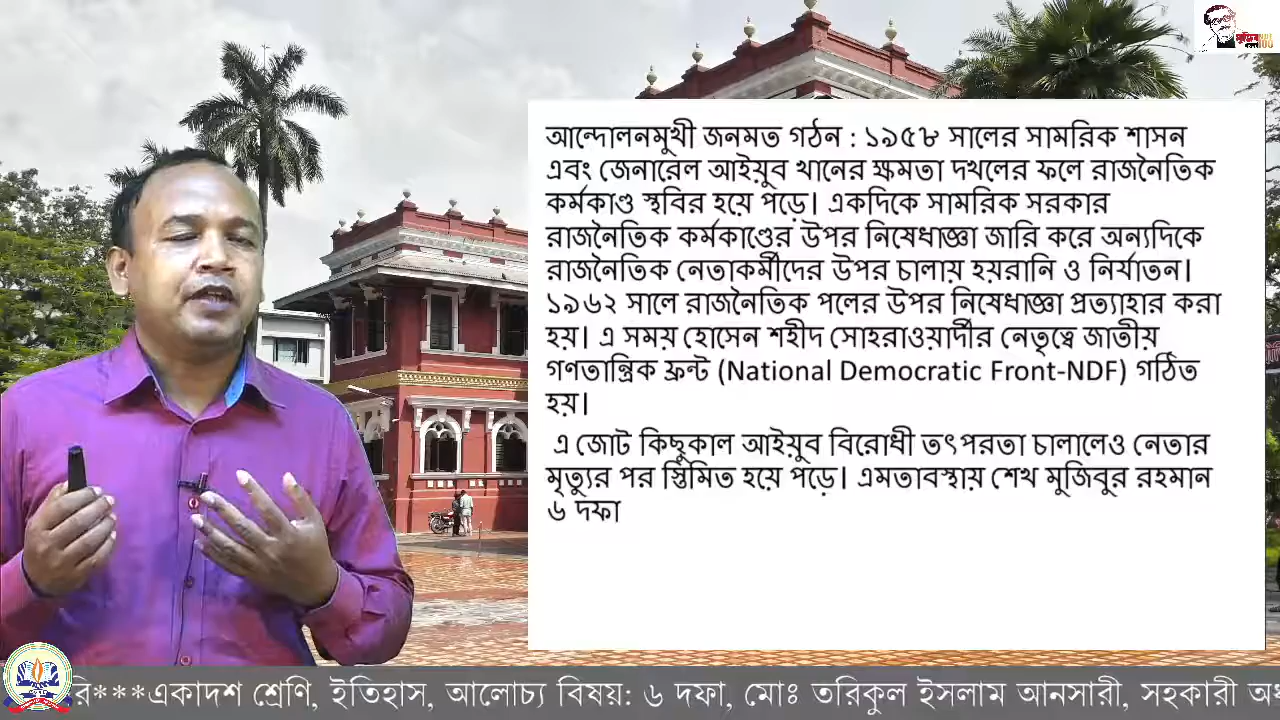 আন্দোলনমুখী জনমত গঠন : ১৯৫৮ সালের সামরিক শাসন
এবং জেনারেল আইয়ুব খানের ক্ষমতা দখলের ফলে রাজনৈতিক
কর্মকাণ্ড স্থবির হয়ে পড়ে। একদিকে সামরিক সরকার
রাজনৈতিক কর্মকাণ্ডের উপর নিষেধাজ্ঞা জারি করে অন্যদিকে
রাজনৈতিক নেতাকর্মীদের উপর চালায় হয়রানি ও নির্যাতন।
১৯৬২ সালে রাজনৈতিক পলের উপর নিষেধাজ্ঞা প্রত্যাহার করা
হয়। এ সময় হোসেন শহীদ সোহরাওয়ার্দীর নেতৃত্বে জাতীয়
গণতান্ত্রিক ফ্রন্ট (National Democratic Front-NDF) গঠিত
হয়।
এ জোট কিছুকাল আইয়ুব বিরোধী তৎপরতা চালালেও নেতার
মৃত্যুর পর স্তিমিত হয়ে পড়ে। এমতাবস্থায় শেখ মুজিবুর রহমান
৬ দফা
রি***একাদশ শ্রেণি, ইতিহাস, আলোচ্য বিষয়: ৬ দফা, মোঃ তরিকুল ইসলাম আনসারী, সহকারী